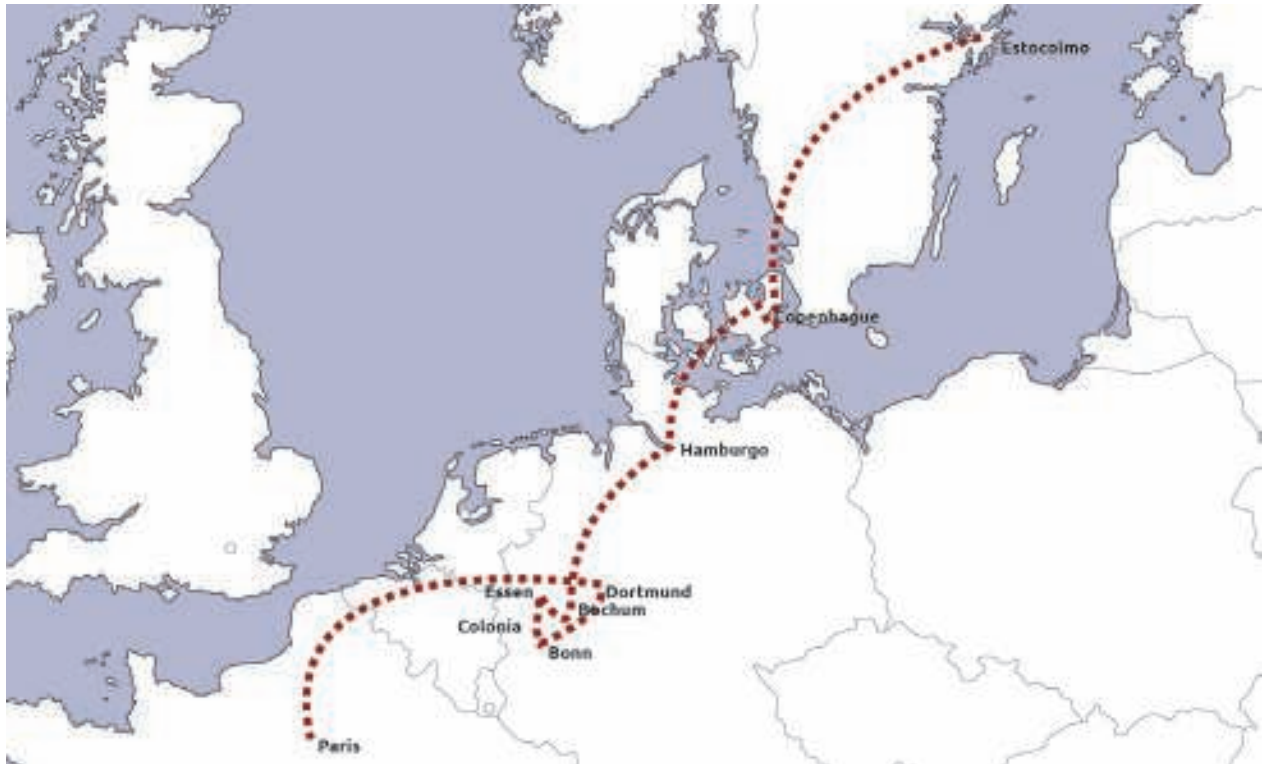 Estocolmo
Copenhague
Hamburgo
Essen
Dortmund
Bochum
Colonia
Bonn
Paris